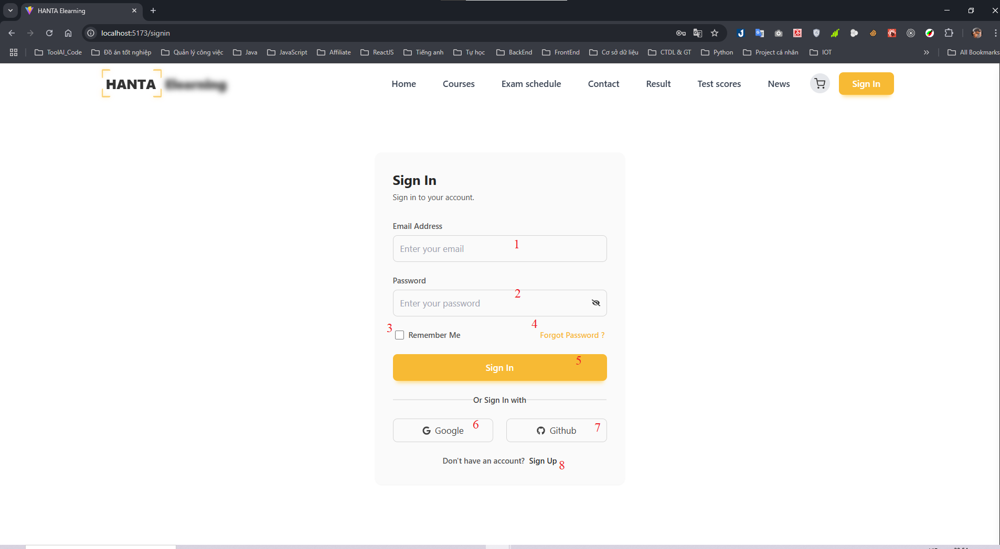 HANTA Elearning
localhost:5173/signin
ToolAI_Code Đồ án tốt nghiệp Quản lý công việc Java JavaScript Affiliate ReactJS Tiếng anh Tự học BackEnd FrontEnd Cơ sở dữ liệu CTDL & GT Python Project cá nhân IOT » All Bookmarks
HANTA Elearning Home Courses Exam schedule Contact Result Test scores News Sign In
Sign In
Sign in to your account.
Email Address
Enter your email 1
Password
Enter your password 2
3 Remember Me 4 Forgot Password ?
Sign In 5
Or Sign In with
Google 6 Github 7
Don't have an account? Sign Up 8